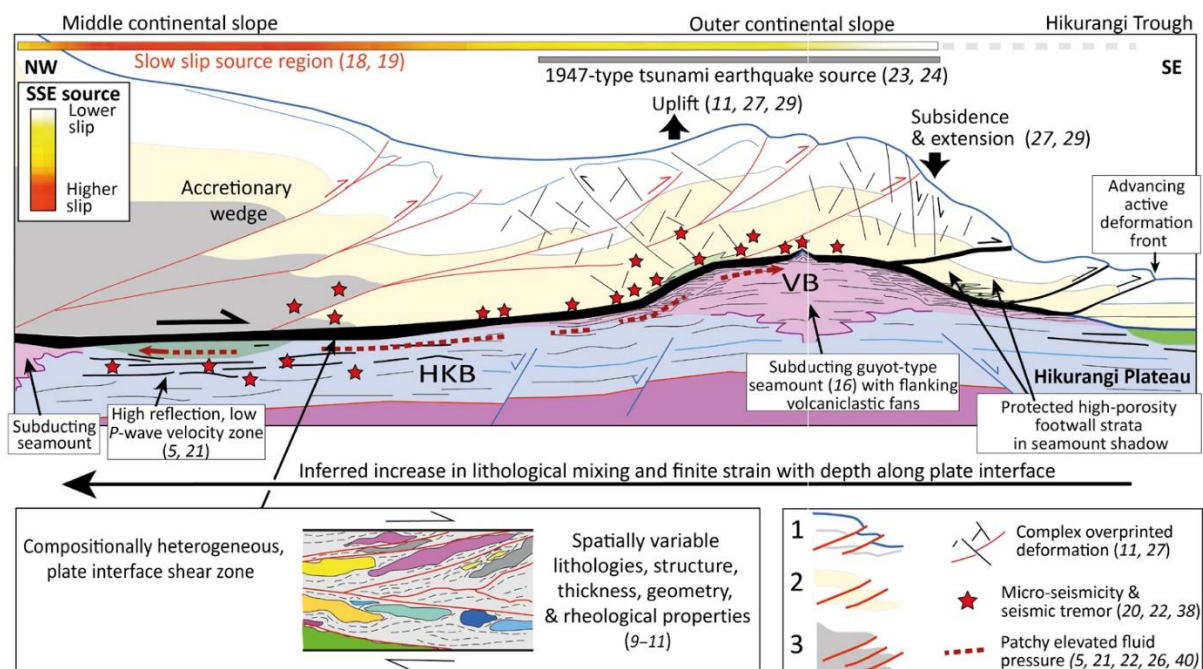 Middle continental slope
Outer continental slope
Hikurangi Trough
NW
Slow slip source region (18, 19)
1947-type tsunami earthquake source (23, 24)
SE
SSE source
Lower
slip
Higher
slip
Uplift (11, 27, 29)
Subsidence
& extension (27, 29)
Accretionary
wedge
Advancing
active
deformation
front
VB
HKB
Hikurangi Plateau
Subducting
seamount
High reflection, low
P-wave velocity zone
(5, 21)
Subducting guyot-type
seamount (16) with flanking
volcaniclastic fans
Protected high-porosity
footwall strata
in seamount shadow
Inferred increase in lithological mixing and finite strain with depth along plate interface
Compositionally heterogeneous,
plate interface shear zone
Spatially variable
lithologies, structure,
thickness, geometry,
& rheological properties
(9–11)
1
2
3
Complex overprinted
deformation (11, 27)
Micro-seismicity &
seismic tremor (20, 22, 38)
Patchy elevated fluid
pressure (5, 21, 22, 26, 40)